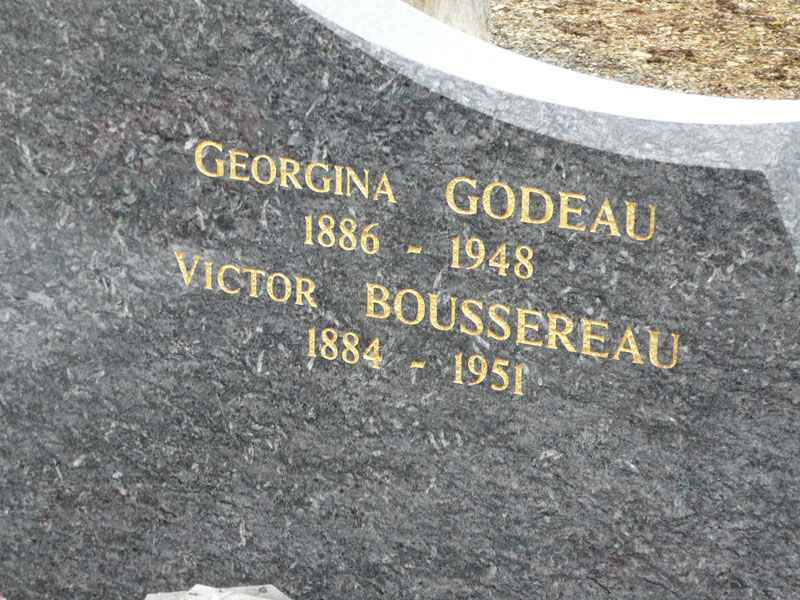 GEORGINA GODEAU
1886 - 1948
VICTOR BOUSSEREAU
1884 - 1951